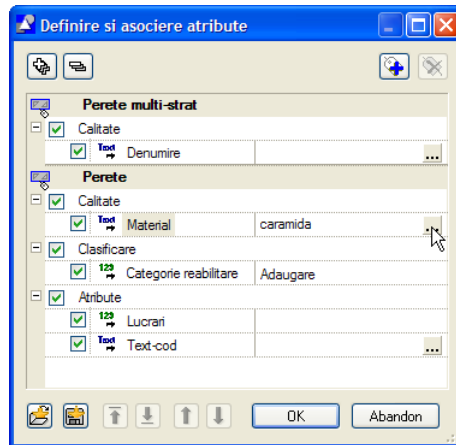 Definire si asociere atribute
Perete multi-strat
Calitate
Text Denumire ...
Perete
Calitate
Text Material caramida ...
Clasificare
123 Categorie reabilitare Adaugare
Atribute
123 Lucrari
Text Text-cod ...
OK Abandon